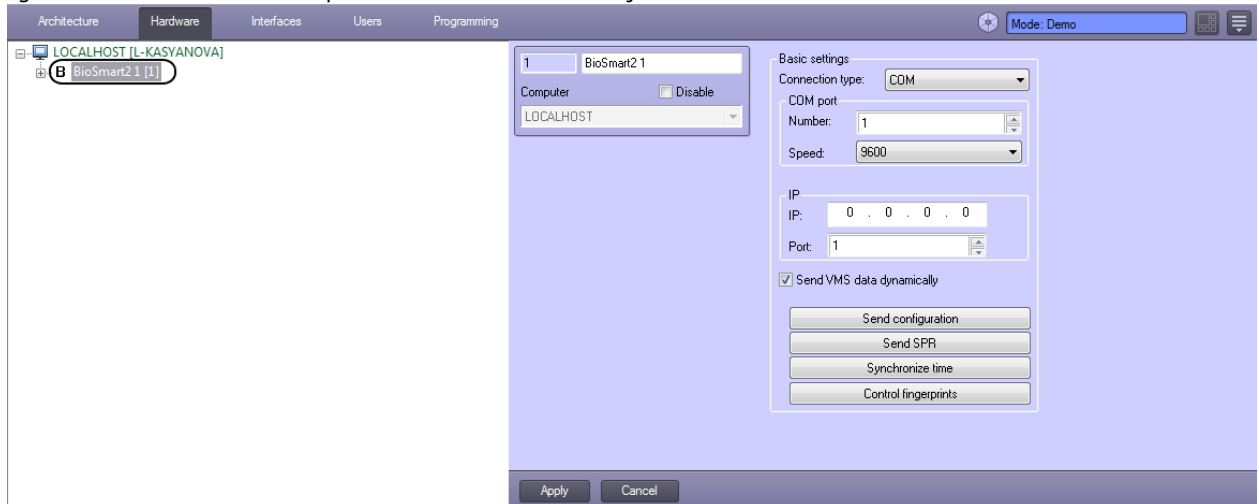 Architecture Hardware Interfaces Users Programming Mode: Demo
LOCALHOST [L-KASYANOVA]
B BioSmart2 1 [1]
1 BioSmart2 1
Computer Disable
LOCALHOST
Basic settings
Connection type: COM
COM port
Number: 1
Speed: 9600
IP
IP: 0 . 0 . 0 . 0
Port: 1
Send VMS data dynamically
Send configuration
Send SPR
Synchronize time
Control fingerprints
Apply Cancel